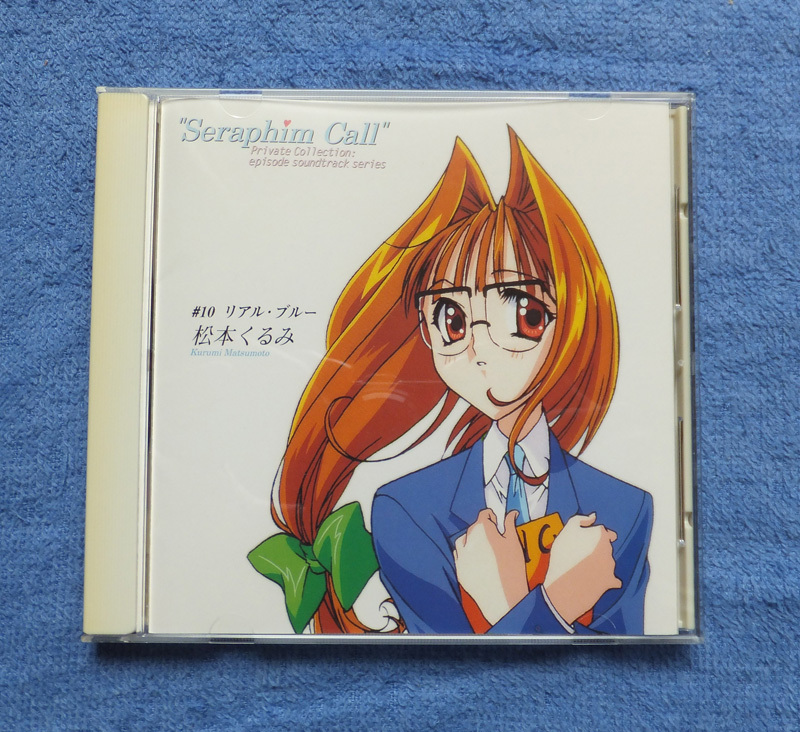 "Seraphim Call"
Private Collection:
episode soundtrack series
#10 リアル・ブルー
松本くるみ
Kurumi Matsumoto